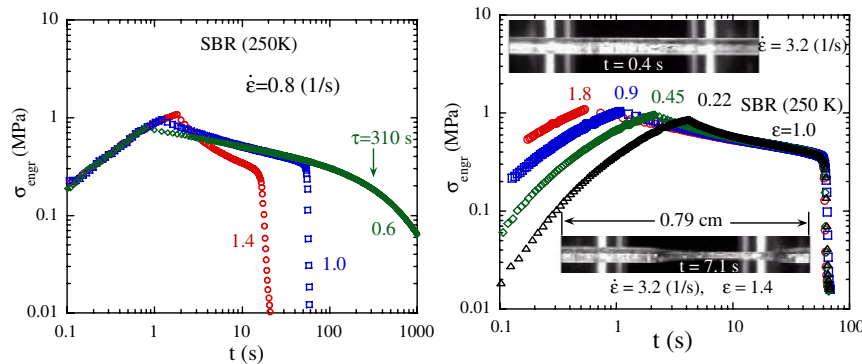 10
SBR (250K)
ε̇=0.8 (1/s)
1
τ=310 s
0.1
1.4
1.0
0.6
0.01
0.1 1 10 100 1000
t (s)
σengr (MPa)
10
ε̇ = 3.2 (1/s)
t = 0.4 s
1.8 0.9 0.45 0.22 SBR (250 K)
ε=1.0
1
0.1
0.79 cm
t = 7.1 s
ε̇ = 3.2 (1/s), ε = 1.4
0.01
0.1 1 10 100
t (s)
σengr (MPa)